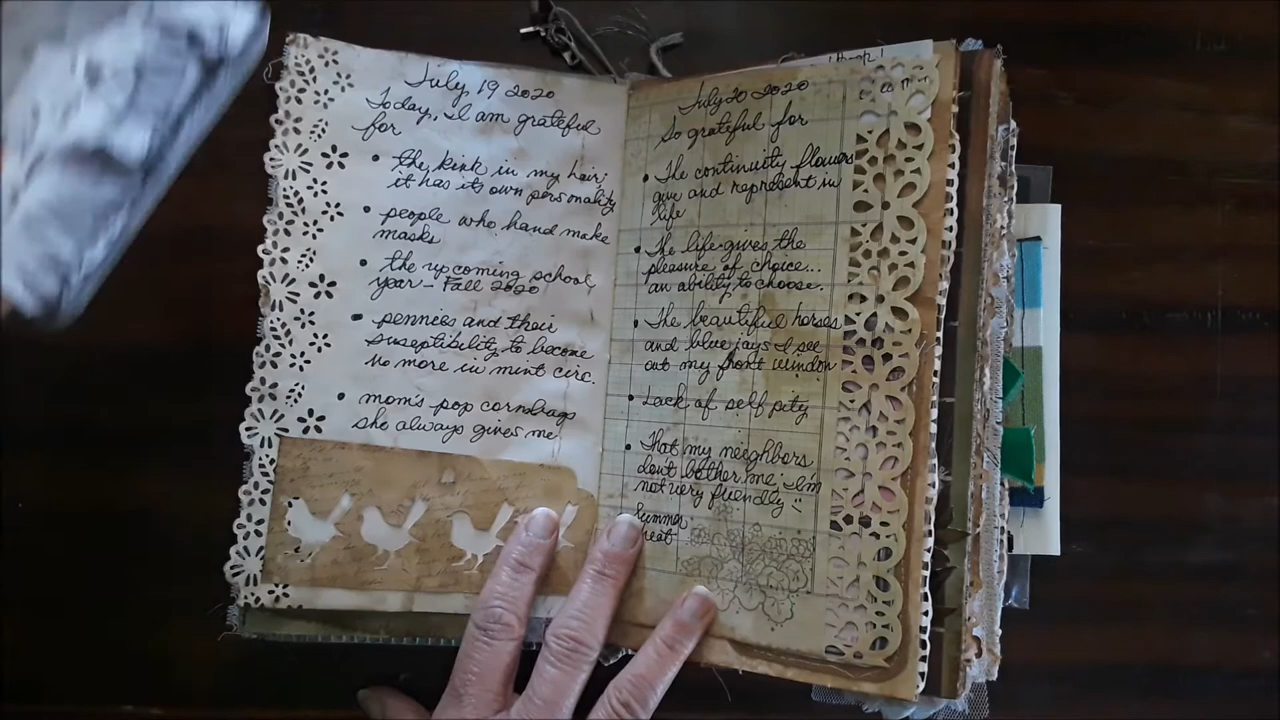 July 19 2020
Today, I am grateful
for
• the kink in my hair;
it has its own personality
• people who hand make
masks
• the upcoming school
year - Fall 2020
• pennies and their
suseptibility to become
no more in mint circ.
• mom's pop corn bags
she always gives me
July 20 2020
So grateful for
• The continuity flowers
give and represent in
life
• The life gives the
pleasure of choice...
an ability to choose.
• The beautiful horses
and blue jays I see
out my front window
• Lack of self pity
• That my neighbors
dont bother me; I'm
not very friendly :)
Summer
heat